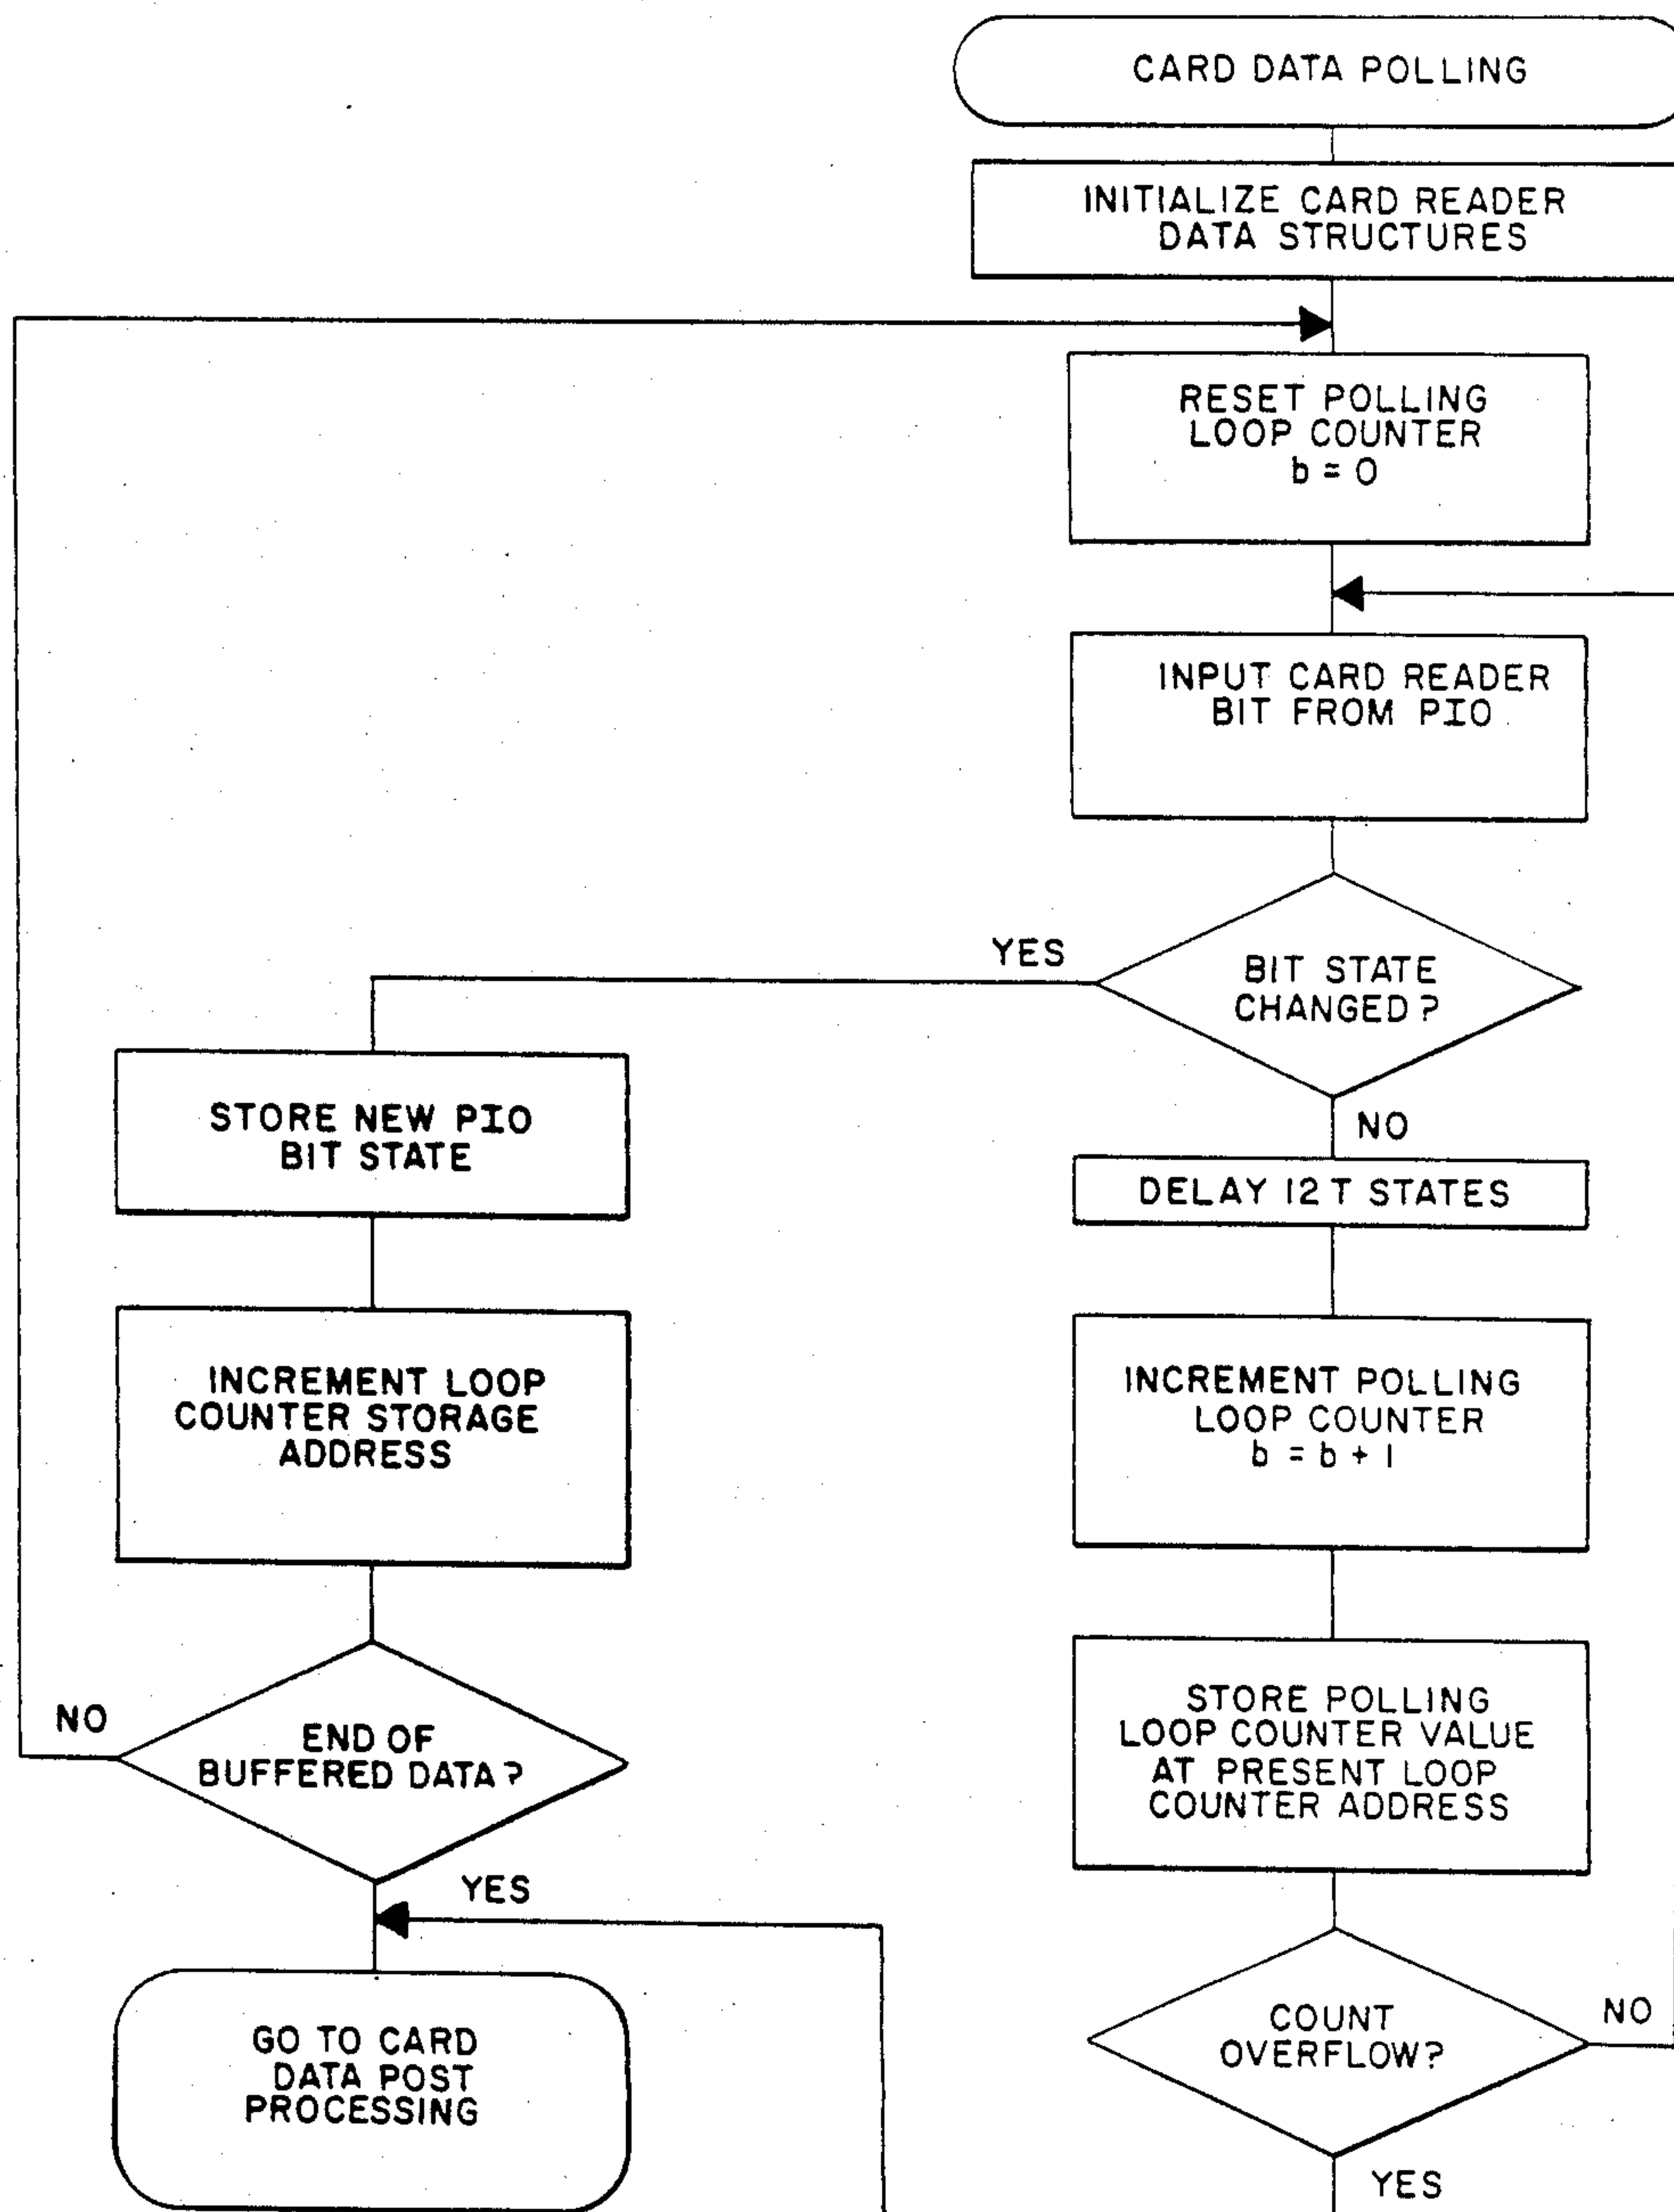 CARD DATA POLLING
INITIALIZE CARD READER
DATA STRUCTURES
RESET POLLING
LOOP COUNTER
b = 0
INPUT CARD READER
BIT FROM PIO
YES
BIT STATE
CHANGED?
NO
STORE NEW PIO
BIT STATE
DELAY 12 T STATES
INCREMENT LOOP
COUNTER STORAGE
ADDRESS
INCREMENT POLLING
LOOP COUNTER
b = b + 1
NO
END OF
BUFFERED DATA?
YES
STORE POLLING
LOOP COUNTER VALUE
AT PRESENT LOOP
COUNTER ADDRESS
GO TO CARD
DATA POST
PROCESSING
COUNT
OVERFLOW?
NO
YES